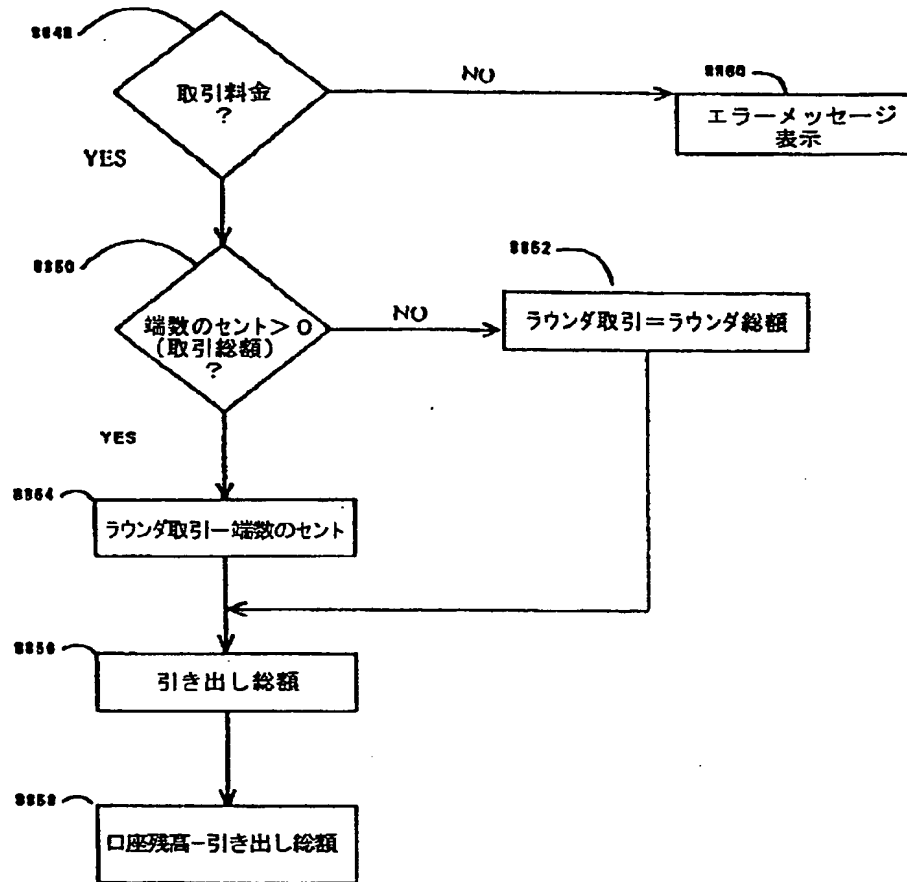 取引料金
?
NO
エラーメッセージ
表示
YES
端数のセント＞0
(取引総額)
?
NO
ラウンダ取引＝ラウンダ総額
YES
ラウンダ取引ー端数のセント
引き出し総額
口座残高-引き出し総額